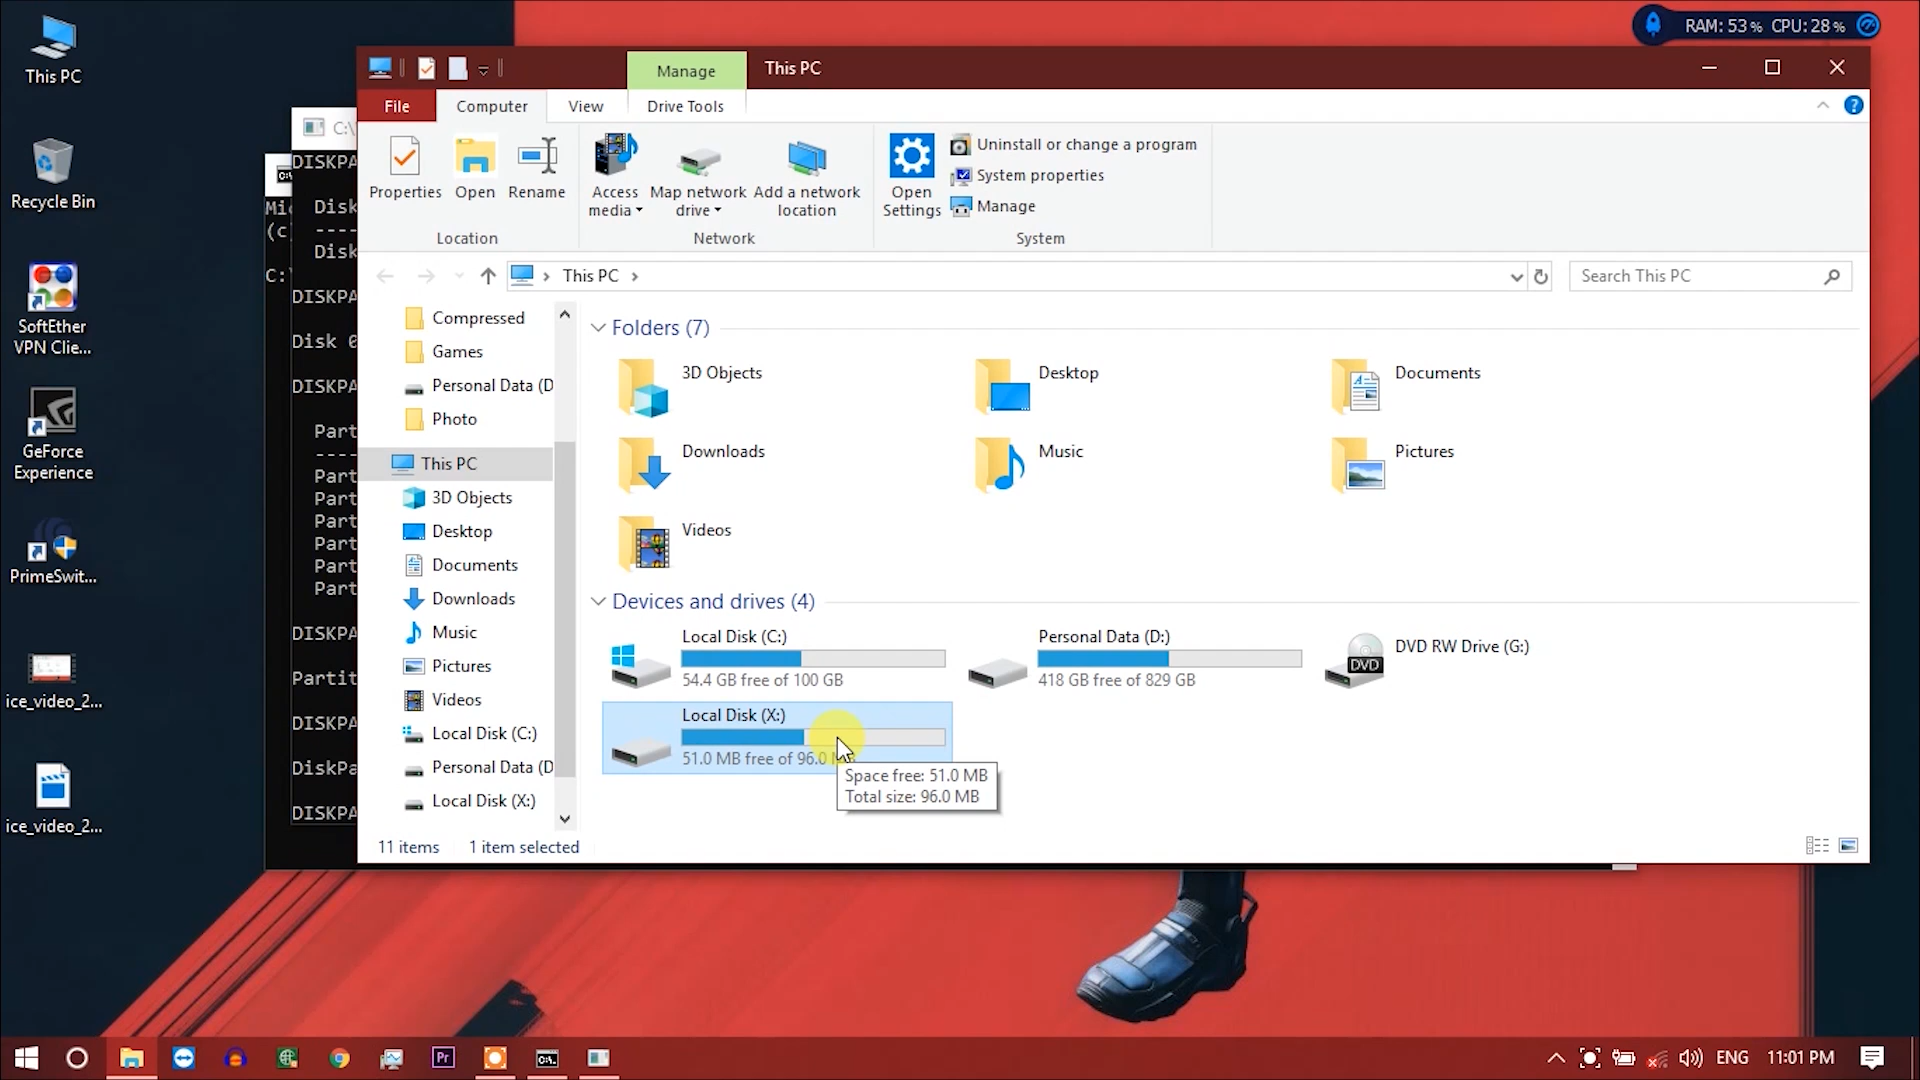 This PC
Recycle Bin
SoftEther
VPN Clie...
GeForce
Experience
PrimeSwit...
ice_video_2...
ice_video_2...
RAM: 53% CPU: 28%
C:\
DISKPA
Disk
----
Disk
DISKPA
Disk 0
DISKPA
Part
----
Part
Part
Part
Part
Part
Part
DISKPA
Partit
DISKPA
DiskPa
DISKPA
Mic
(c
C:\
Manage
This PC
File
Computer
View
Drive Tools
Properties
Open
Rename
Access
media
Map network
drive
Add a network
location
Open
Settings
Uninstall or change a program
System properties
Manage
Location
Network
System
This PC
Search This PC
Compressed
Games
Personal Data (D
Photo
This PC
3D Objects
Desktop
Documents
Downloads
Music
Pictures
Videos
Local Disk (C:)
Personal Data (D
Local Disk (X:)
Folders (7)
3D Objects
Desktop
Documents
Downloads
Music
Pictures
Videos
Devices and drives (4)
Local Disk (C:)
54.4 GB free of 100 GB
Personal Data (D:)
418 GB free of 829 GB
DVD
DVD RW Drive (G:)
Local Disk (X:)
51.0 MB free of 96.0
Space free: 51.0 MB
Total size: 96.0 MB
11 items
1 item selected
Pr
C:\.
ENG
11:01 PM